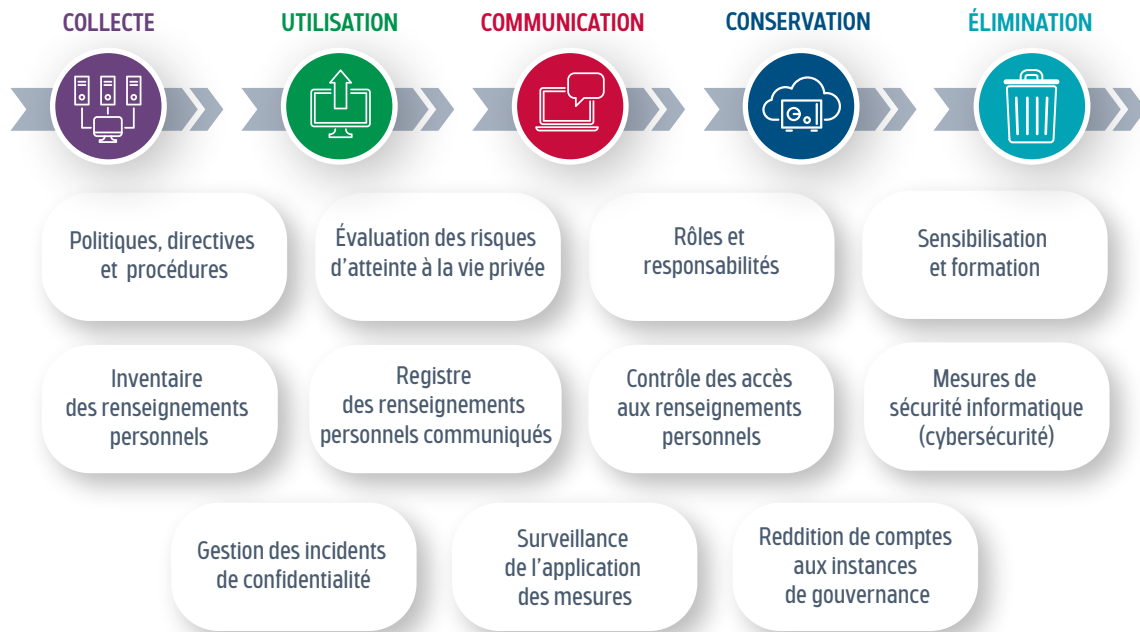 COLLECTE
UTILISATION
COMMUNICATION
CONSERVATION
ÉLIMINATION
Politiques, directives
et procédures
Évaluation des risques
d'atteinte à la vie privée
Rôles et
responsabilités
Sensibilisation
et formation
Inventaire
des renseignements
personnels
Registre
des renseignements
personnels communiqués
Contrôle des accès
aux renseignements
personnels
Mesures de
sécurité informatique
(cybersécurité)
Gestion des incidents
de confidentialité
Surveillance
de l'application
des mesures
Reddition de comptes
aux instances
de gouvernance